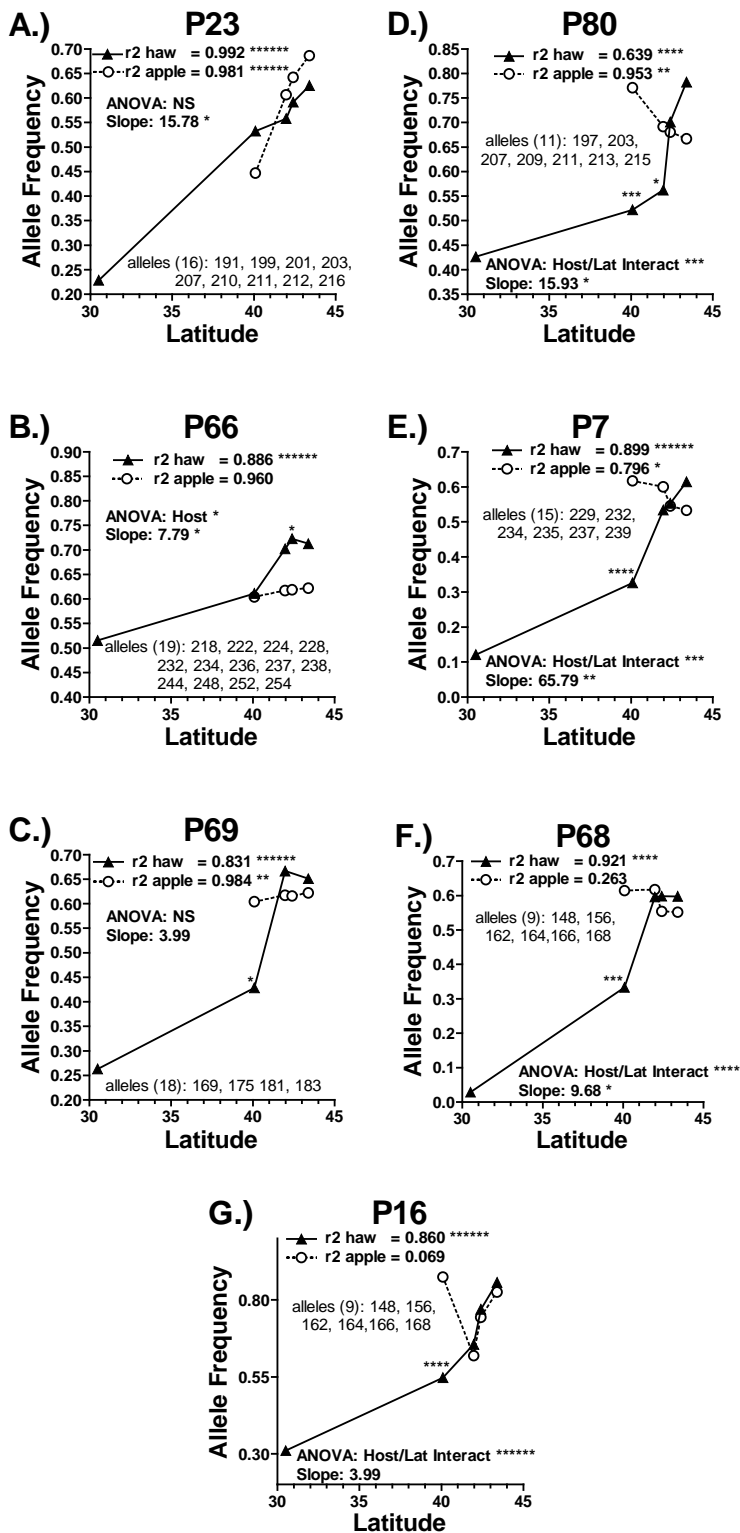 A.) P23
r2 haw = 0.992 ******
r2 apple = 0.981 ******
ANOVA: NS
Slope: 15.78 *
alleles (16): 191, 199, 201, 203,
207, 210, 211, 212, 216
Allele Frequency
0.70
0.65
0.60
0.55
0.50
0.45
0.40
0.35
0.30
0.25
0.20
30 35 40 45
Latitude
D.) P80
r2 haw = 0.639 ****
r2 apple = 0.953 **
alleles (11): 197, 203,
207, 209, 211, 213, 215
***
*
ANOVA: Host/Lat Interact ***
Slope: 15.93 *
Allele Frequency
0.85
0.80
0.75
0.70
0.65
0.60
0.55
0.50
0.45
0.40
0.35
30 35 40 45
Latitude
B.) P66
r2 haw = 0.886 ******
r2 apple = 0.960
ANOVA: Host *
Slope: 7.79 *
*
alleles (19): 218, 222, 224, 228,
232, 234, 236, 237, 238,
244, 248, 252, 254
Allele Frequency
0.90
0.85
0.80
0.75
0.70
0.65
0.60
0.55
0.50
0.45
0.40
30 35 40 45
Latitude
E.) P7
r2 haw = 0.899 ******
r2 apple = 0.796 *
alleles (15): 229, 232,
234, 235, 237, 239
****
ANOVA: Host/Lat Interact ***
Slope: 65.79 **
Allele Frequency
0.7
0.6
0.5
0.4
0.3
0.2
0.1
0.0
30 35 40 45
Latitude
C.) P69
r2 haw = 0.831 ******
r2 apple = 0.984 **
ANOVA: NS
Slope: 3.99
*
alleles (18): 169, 175 181, 183
Allele Frequency
0.70
0.65
0.60
0.55
0.50
0.45
0.40
0.35
0.30
0.25
0.20
30 35 40 45
Latitude
F.) P68
r2 haw = 0.921 ****
r2 apple = 0.263
alleles (9): 148, 156,
162, 164,166, 168
***
ANOVA: Host/Lat Interact ****
Slope: 9.68 *
Allele Frequency
0.7
0.6
0.5
0.4
0.3
0.2
0.1
0.0
30 35 40 45
Latitude
G.) P16
r2 haw = 0.860 ******
r2 apple = 0.069
alleles (9): 148, 156,
162, 164,166, 168
****
ANOVA: Host/Lat Interact ******
Slope: 3.99
Allele Frequency
0.80
0.55
0.30
30 35 40 45
Latitude